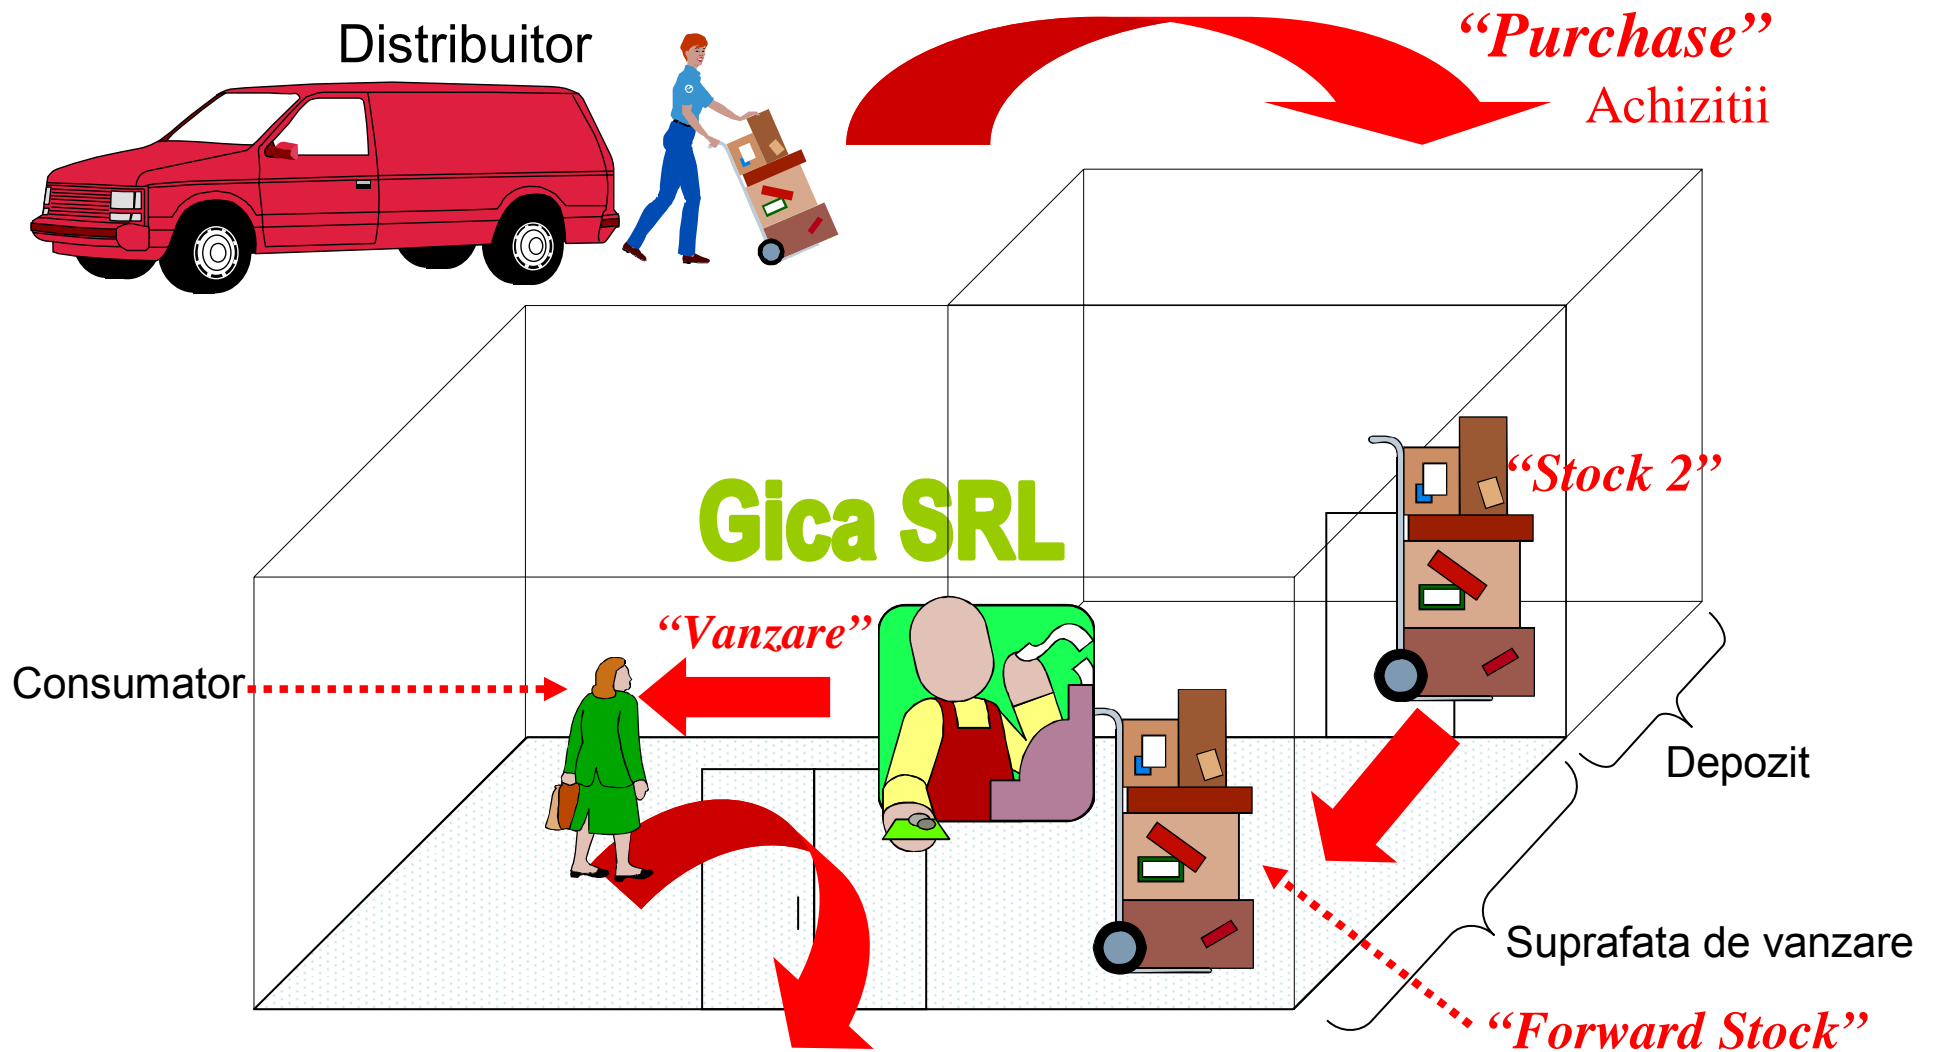 Distribuitor
“Purchase”
Achizitii
“Stock 2”
Gica SRL
“Vanzare”
Consumator
Depozit
Suprafata de vanzare
“Forward Stock”